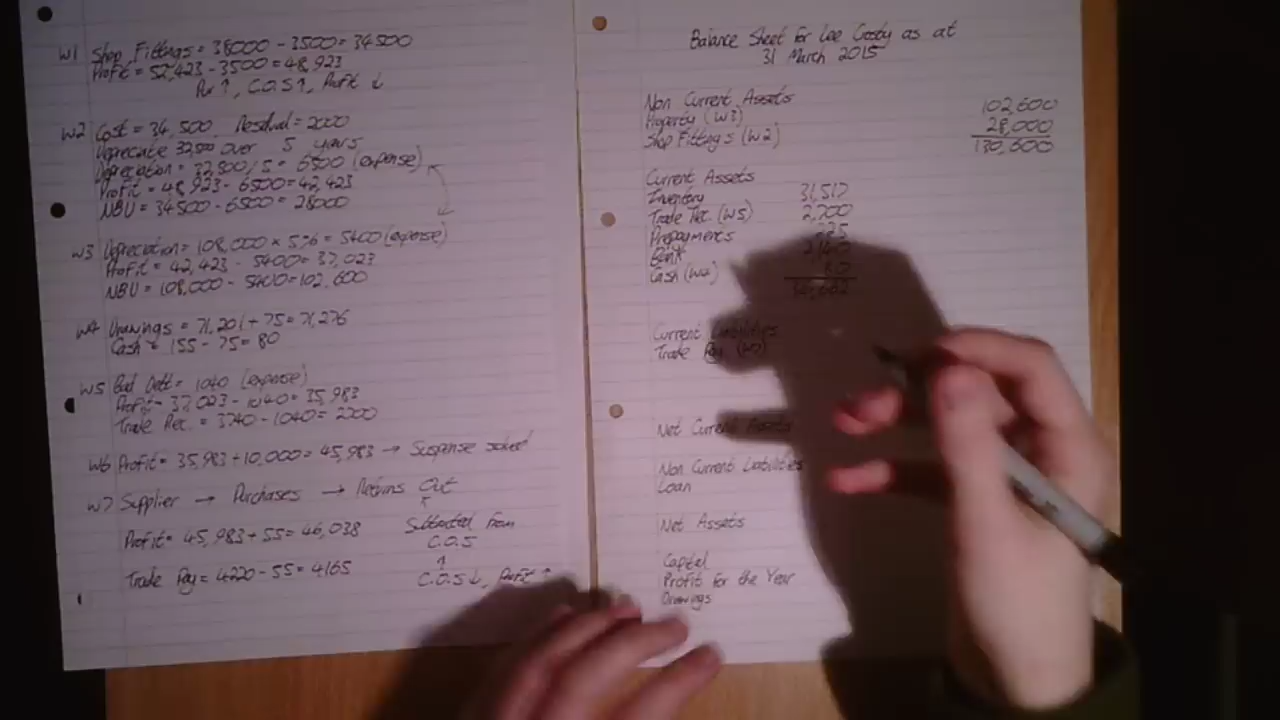 W1 Shop Fittings = 38000 - 3500 = 34500
Profit = 52,423 - 3500 = 48,923
Pur ↑, C.O.S ↑, Profit ↓
W2 Cost = 34,500, Residual = 2000
Depreciate 32,500 over 5 years
Depreciation = 32,500/5 = 6500 (expense)
Profit = 48,923 - 6500 = 42,423
NBV = 34500 - 6500 = 28000
W3 Depreciation = 108,000 x 5% = 5400 (expense)
Profit = 42,423 - 5400 = 37,023
NBV = 108,000 - 5400 = 102,600
W4 Drawings = 71,201 + 75 = 71,276
Cash = 155 - 75 = 80
W5 Bad Debt = 1040 (expense)
Profit = 37,023 - 1040 = 35,983
Trade Rec. = 3740 - 1040 = 2700
W6 Profit = 35,983 + 10,000 = 45,983 → Suspense solved
W7 Supplier → Purchases → Returns Out
Profit = 45,983 + 55 = 46,038
Subtracted from
C.O.S
Trade Pay = 4220 - 55 = 4165
C.O.S ↓, Profit ↑
Balance Sheet for Lee Crosby as at
31 March 2015
Non Current Assets
Property (W3) 102,600
Shop Fittings (W2) 28,000
130,600
Current Assets
Inventory 31,517
Trade Rec. (W5) 2,700
Prepayments
Bank
Cash (W4) 80
Current Liabilities
Trade Pay (W7)
Net Current Assets
Non Current Liabilities
Loan
Net Assets
Capital
Profit for the Year
Drawings